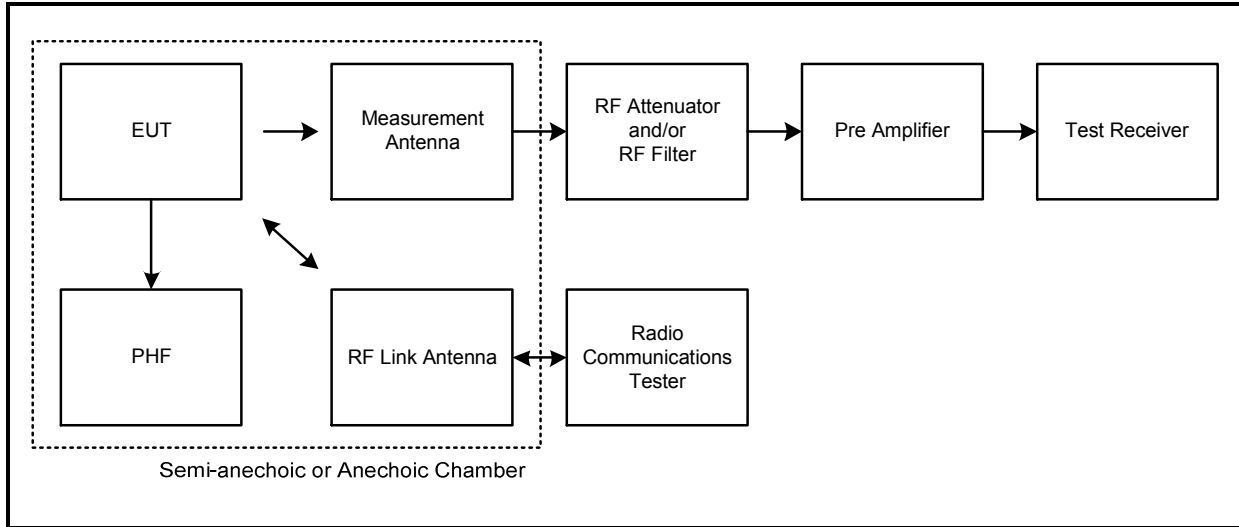 EUT
Measurement
Antenna
RF Attenuator
and/or
RF Filter
Pre Amplifier
Test Receiver
PHF
RF Link Antenna
Radio
Communications
Tester
Semi-anechoic or Anechoic Chamber